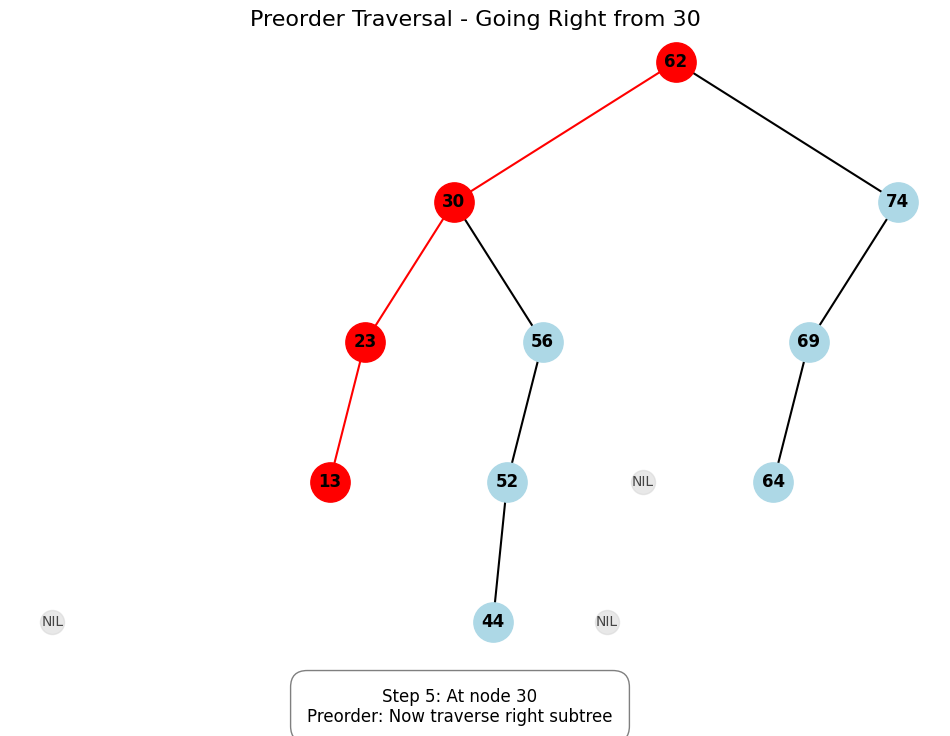 Preorder Traversal - Going Right from 30
62
30
74
23
56
69
13
52
NIL
64
NIL
44
NIL
Step 5: At node 30
Preorder: Now traverse right subtree